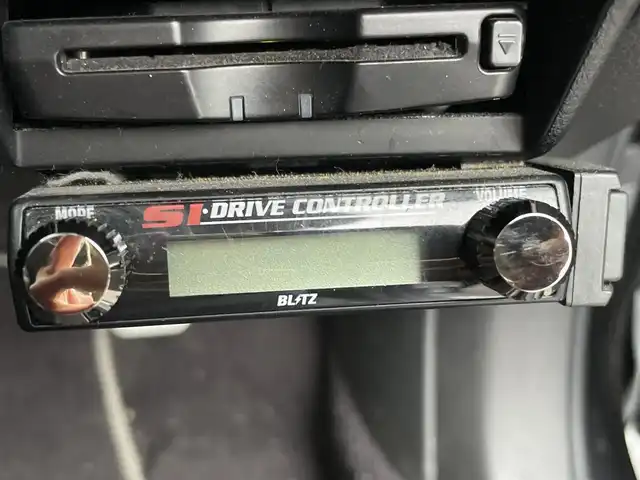 MODE
SI·DRIVE CONTROLLER
VOLUME
BLITZ